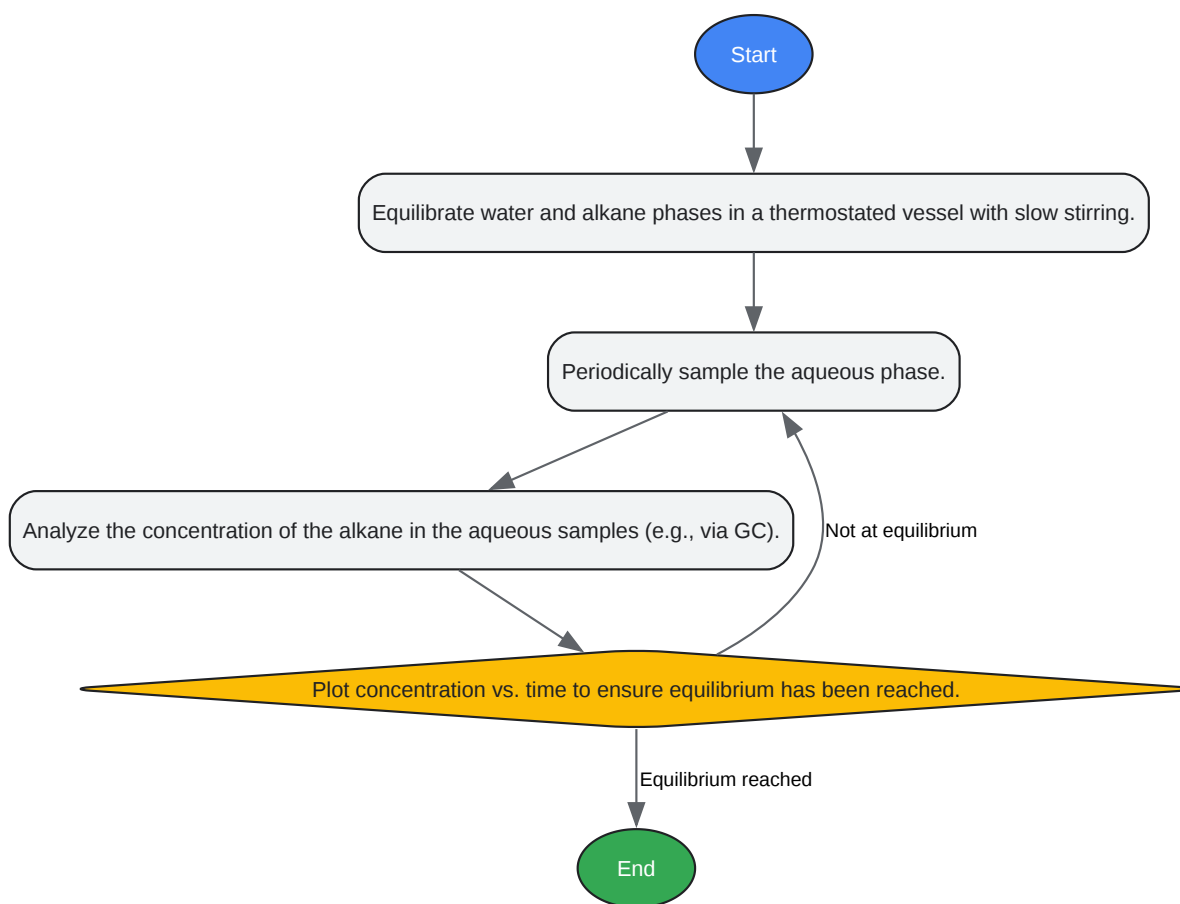 Start
Equilibrate water and alkane phases in a thermostated vessel with slow stirring.
Periodically sample the aqueous phase.
Analyze the concentration of the alkane in the aqueous samples (e.g., via GC).
Not at equilibrium
Plot concentration vs. time to ensure equilibrium has been reached.
Equilibrium reached
End